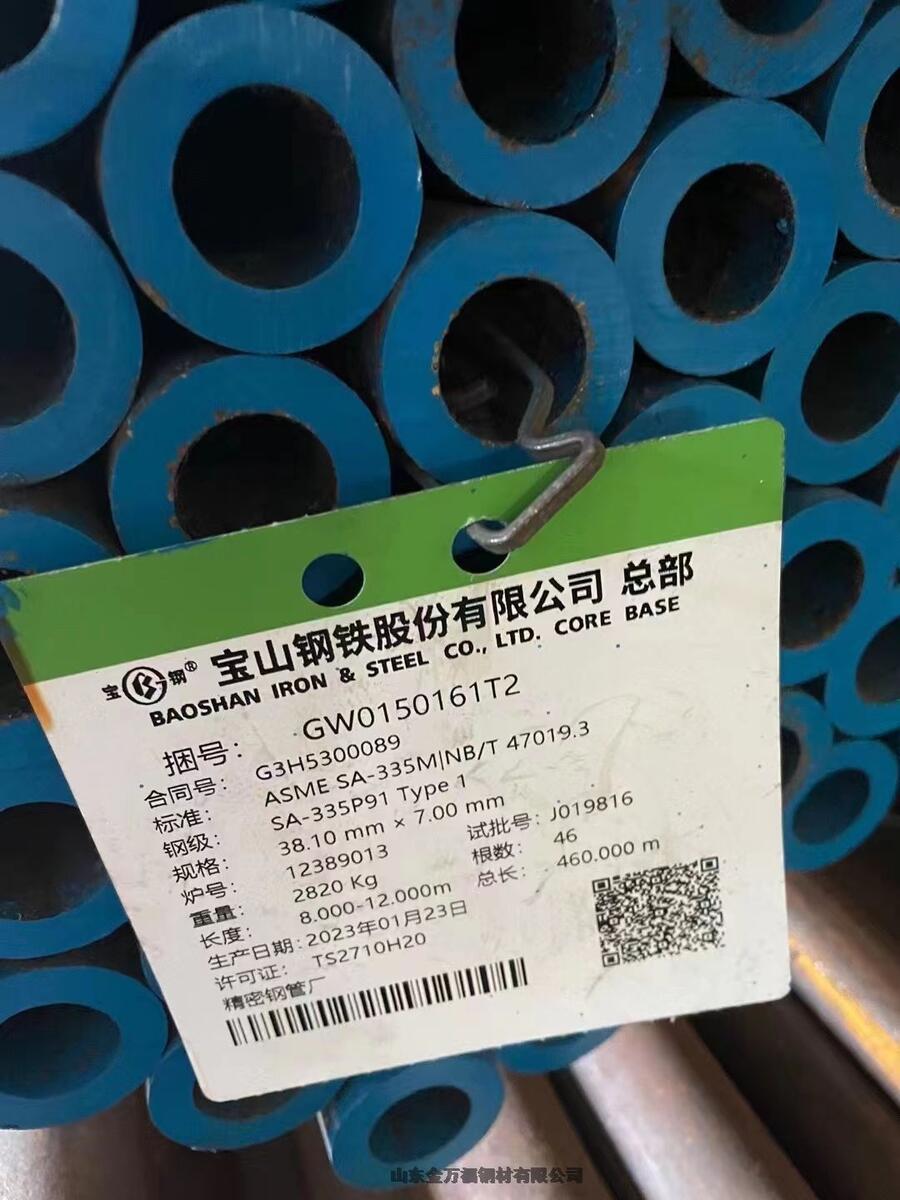 宝钢®
宝山钢铁股份有限公司 总部
BAOSHAN IRON & STEEL CO., LTD. CORE BASE
捆号: GW0150161T2
合同号: G3H5300089
标准: ASME SA-335M|NB/T 47019.3
钢级: SA-335P91 Type 1
规格: 38.10 mm × 7.00 mm
炉号: 12389013 试批号: J019816
重量: 2820 Kg 根数: 46
长度: 8.000-12.000m 总长: 460.000 m
生产日期: 2023年01月23日
许可证: TS2710H20
精密钢管厂
山东金万福钢材有限公司